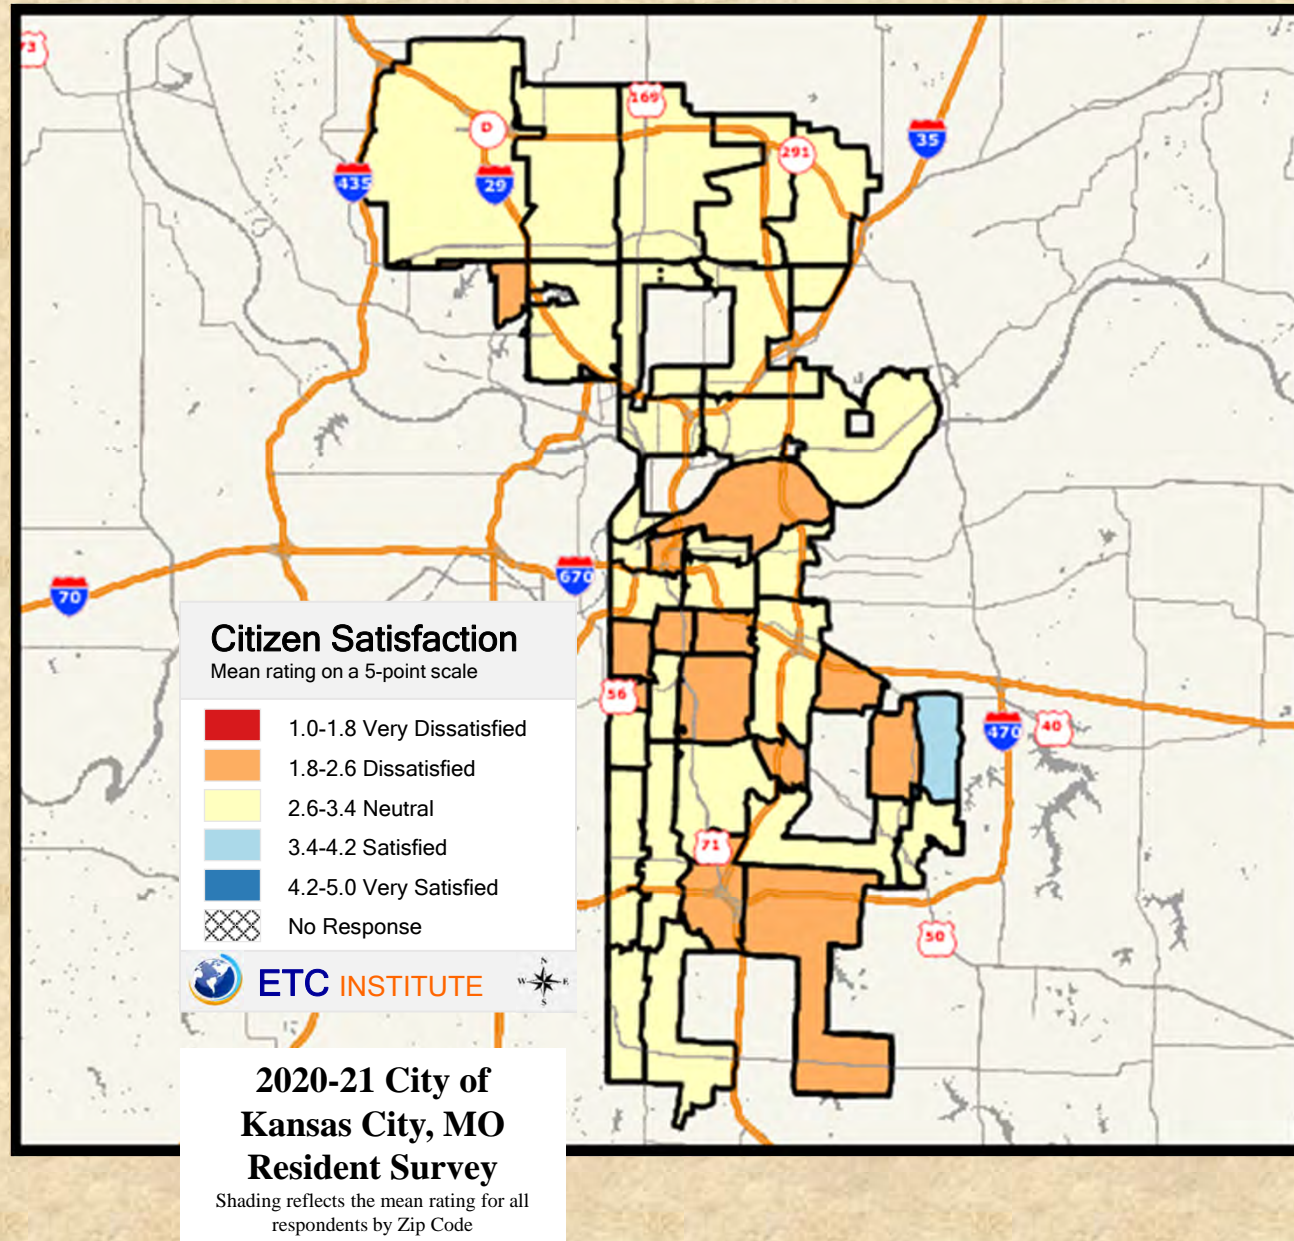 73
169
D
291
35
435
29
70
670
Citizen Satisfaction
Mean rating on a 5-point scale
1.0-1.8 Very Dissatisfied
1.8-2.6 Dissatisfied
2.6-3.4 Neutral
3.4-4.2 Satisfied
4.2-5.0 Very Satisfied
No Response
ETC INSTITUTE
N
W E
S
56
470
40
71
50
2020-21 City of
Kansas City, MO
Resident Survey
Shading reflects the mean rating for all
respondents by Zip Code